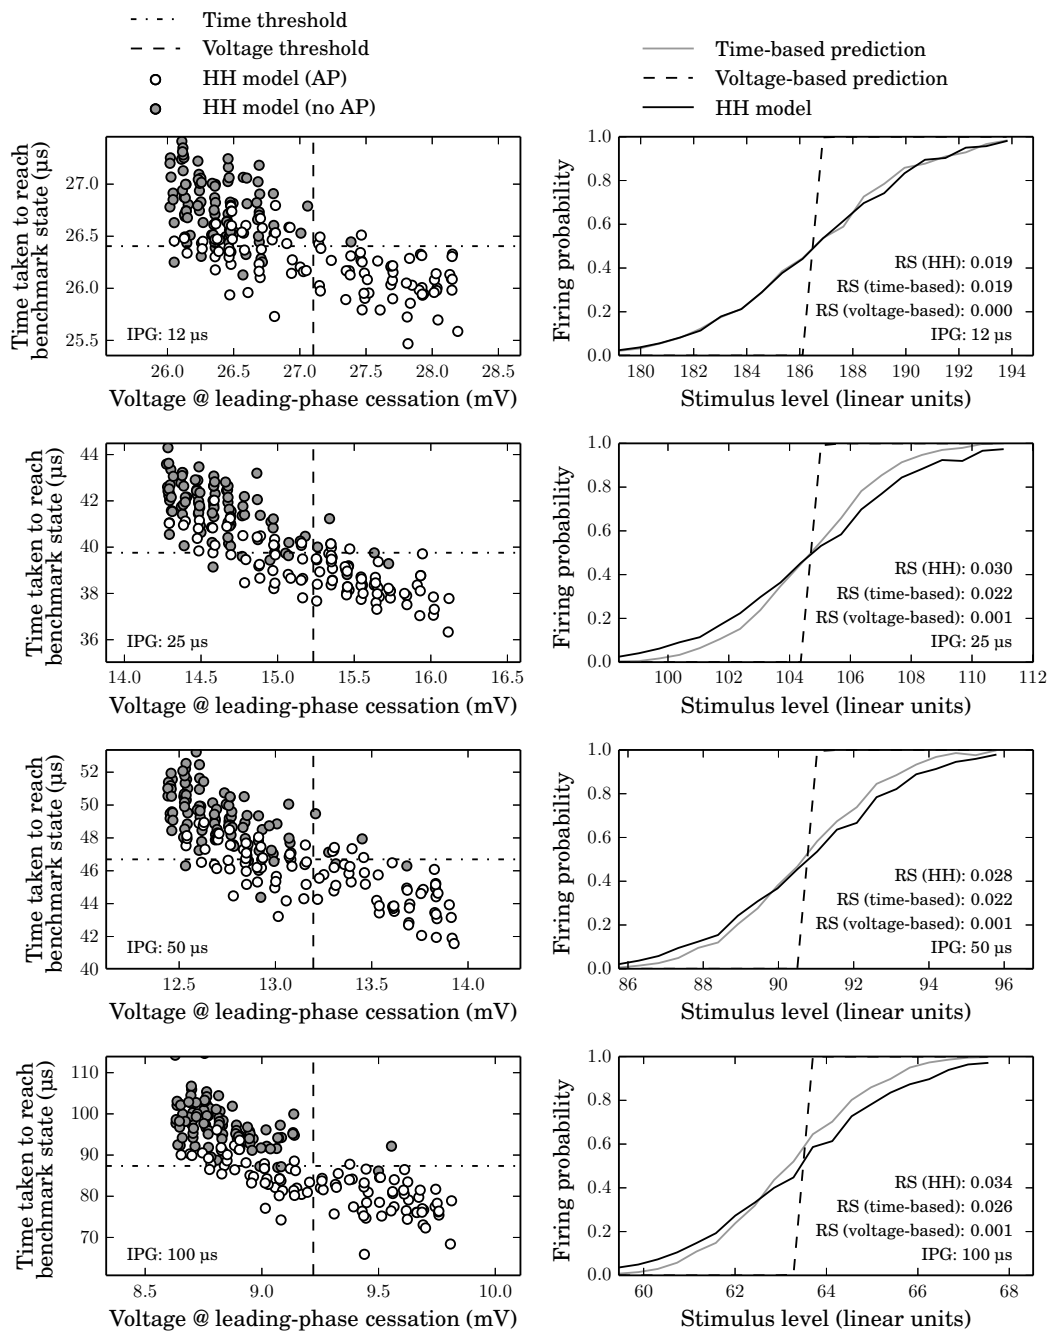 Time threshold
Voltage threshold
HH model (AP)
HH model (no AP)
Time-based prediction
Voltage-based prediction
HH model
Time taken to reach
benchmark state (µs)
27.0
26.5
26.0
25.5
IPG: 12 µs
26.0 26.5 27.0 27.5 28.0 28.5
Voltage @ leading-phase cessation (mV)
Firing probability
1.0
0.8
0.6
0.4
0.2
0.0
RS (HH): 0.019
RS (time-based): 0.019
RS (voltage-based): 0.000
IPG: 12 µs
180 182 184 186 188 190 192 194
Stimulus level (linear units)
Time taken to reach
benchmark state (µs)
44
42
40
38
36
IPG: 25 µs
14.0 14.5 15.0 15.5 16.0 16.5
Voltage @ leading-phase cessation (mV)
Firing probability
1.0
0.8
0.6
0.4
0.2
0.0
RS (HH): 0.030
RS (time-based): 0.022
RS (voltage-based): 0.001
IPG: 25 µs
100 102 104 106 108 110 112
Stimulus level (linear units)
Time taken to reach
benchmark state (µs)
52
50
48
46
44
42
40
IPG: 50 µs
12.5 13.0 13.5 14.0
Voltage @ leading-phase cessation (mV)
Firing probability
1.0
0.8
0.6
0.4
0.2
0.0
RS (HH): 0.028
RS (time-based): 0.022
RS (voltage-based): 0.001
IPG: 50 µs
86 88 90 92 94 96
Stimulus level (linear units)
Time taken to reach
benchmark state (µs)
110
100
90
80
70
IPG: 100 µs
8.5 9.0 9.5 10.0
Voltage @ leading-phase cessation (mV)
Firing probability
1.0
0.8
0.6
0.4
0.2
0.0
RS (HH): 0.034
RS (time-based): 0.026
RS (voltage-based): 0.001
IPG: 100 µs
60 62 64 66 68
Stimulus level (linear units)